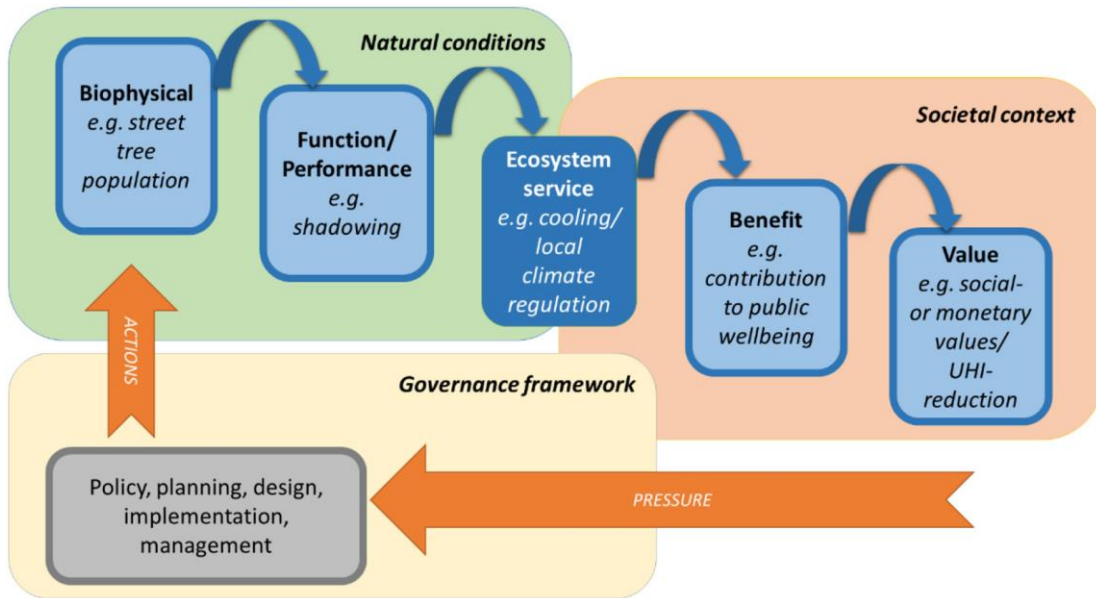 Natural conditions
Biophysical
e.g. street
tree
population
Function/
Performance
e.g.
shadowing
Ecosystem
service
e.g. cooling/
local
climate
regulation
Societal context
Benefit
e.g.
contribution
to public
wellbeing
Value
e.g. social-
or monetary
values/
UHI-
reduction
ACTIONS
Governance framework
Policy, planning, design,
implementation,
management
PRESSURE